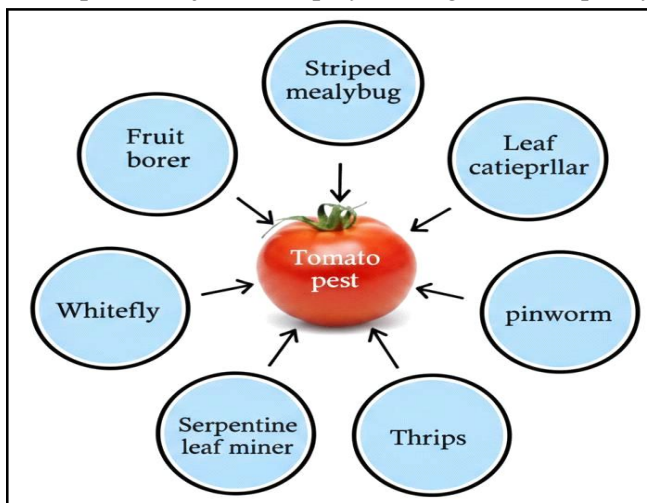 Striped
mealybug
Leaf
catieprllar
pinworm
Thrips
Serpentine
leaf miner
Whitefly
Fruit
borer
Tomato
pest